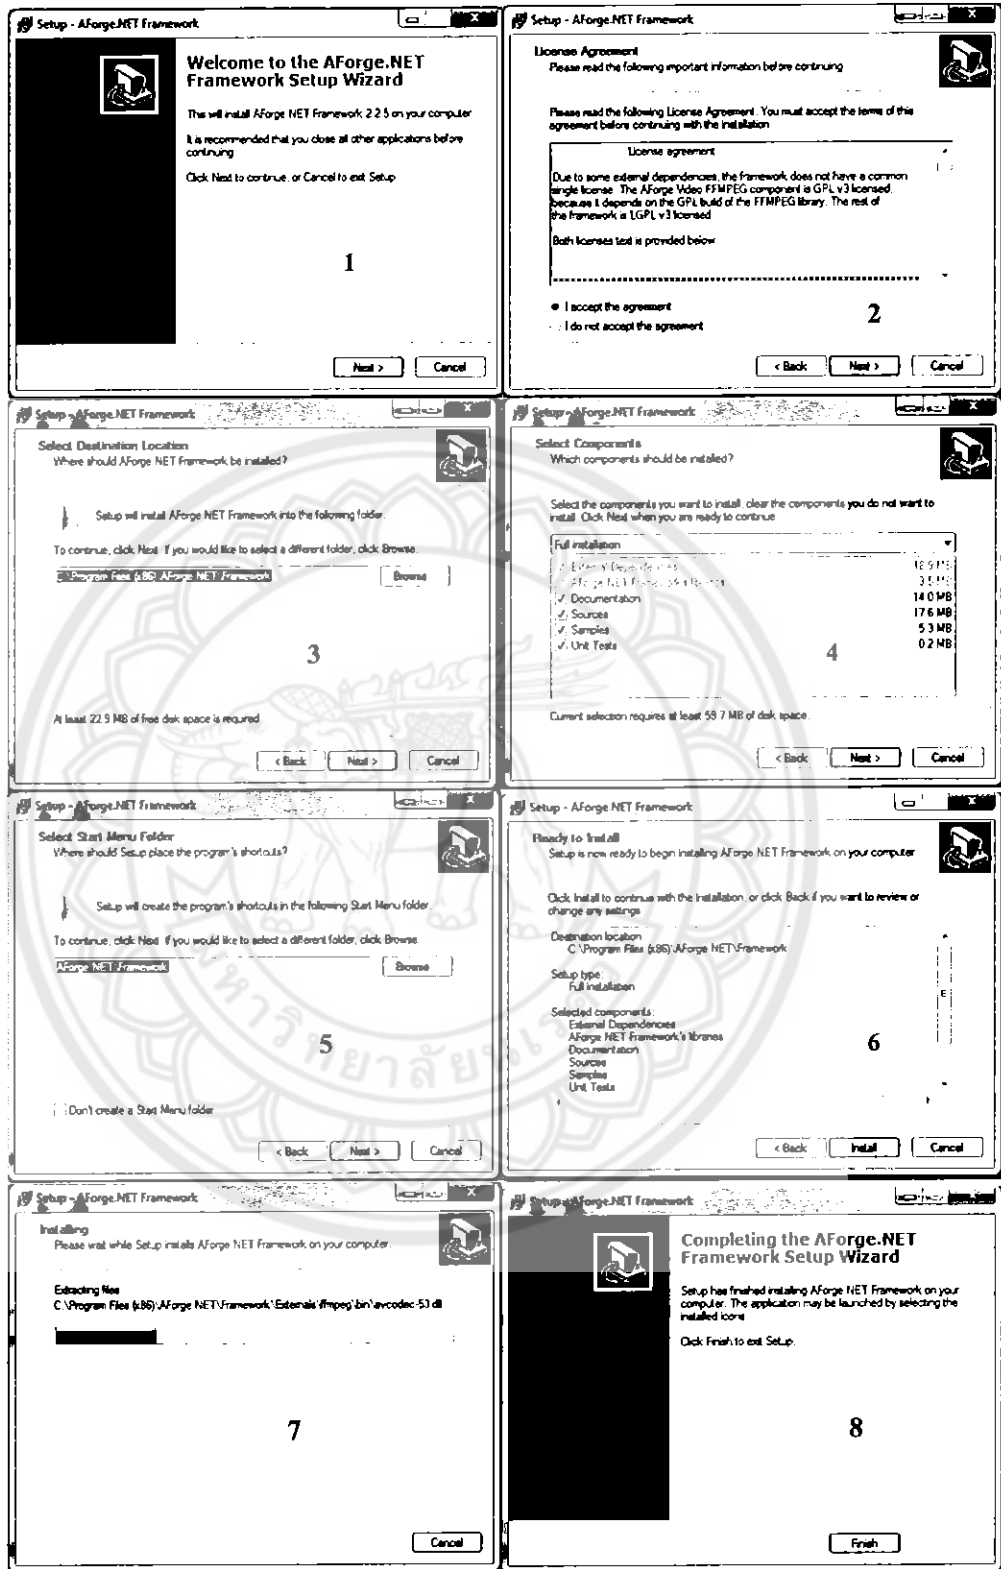 Setup - AForge.NET Framework
Welcome to the AForge.NET
Framework Setup Wizard
This will install AForge NET Framework 2.2.5 on your computer
It is recommended that you close all other applications before
continuing
Click Next to continue, or Cancel to exit Setup
1
Next >
Cancel
Setup - AForge.NET Framework
License Agreement
Please read the following important information before continuing
Please read the following License Agreement. You must accept the terms of this
agreement before continuing with the installation
License agreement
Due to some external dependencies, the framework does not have a common
single license. The AForge Video FFMPEG component is GPL v3 licensed,
because it depends on the GPL build of the FFMPEG library. The rest of
the framework is LGPL v3 licensed
Both licenses text is provided below
I accept the agreement
I do not accept the agreement
2
< Back
Next >
Cancel
Setup - AForge.NET Framework
Select Destination Location
Where should AForge NET Framework be installed?
Setup will install AForge NET Framework into the following folder.
To continue, click Next. If you would like to select a different folder, click Browse.
C:\Program Files (x86)\AForge NET\Framework
Browse
3
At least 22.9 MB of free disk space is required
< Back
Next >
Cancel
Setup - AForge.NET Framework
Select Components
Which components should be installed?
Select the components you want to install, clear the components you do not want to
install. Click Next when you are ready to continue
Full installation
External Dependencies 18.9 MB
AForge NET Framework's libraries 3.5 MB
Documentation 14.0 MB
Sources 17.6 MB
Samples 5.3 MB
Unit Tests 0.2 MB
4
Current selection requires at least 59.7 MB of disk space.
< Back
Next >
Cancel
Setup - AForge.NET Framework
Select Start Menu Folder
Where should Setup place the program's shortcuts?
Setup will create the program's shortcuts in the following Start Menu folder.
To continue, click Next. If you would like to select a different folder, click Browse
AForge NET\Framework
Browse
5
Don't create a Start Menu folder
< Back
Next >
Cancel
Setup - AForge.NET Framework
Ready to Install
Setup is now ready to begin installing AForge NET Framework on your computer
Click Install to continue with the installation, or click Back if you want to review or
change any settings
Destination location
C:\Program Files (x86)\AForge NET\Framework
Setup type:
Full installation
Selected components:
External Dependencies
AForge NET Framework's libraries
Documentation
Sources
Samples
Unit Tests
6
< Back
Install
Cancel
Setup - AForge.NET Framework
Installing
Please wait while Setup installs AForge NET Framework on your computer.
Extracting files
C:\Program Files (x86)\AForge NET\Framework\Externals\ffmpeg\bin\avcodec-53.dll
7
Cancel
Setup - AForge.NET Framework
Completing the AForge.NET
Framework Setup Wizard
Setup has finished installing AForge NET Framework on your
computer. The application may be launched by selecting the
installed icons
Click Finish to exit Setup.
8
Finish